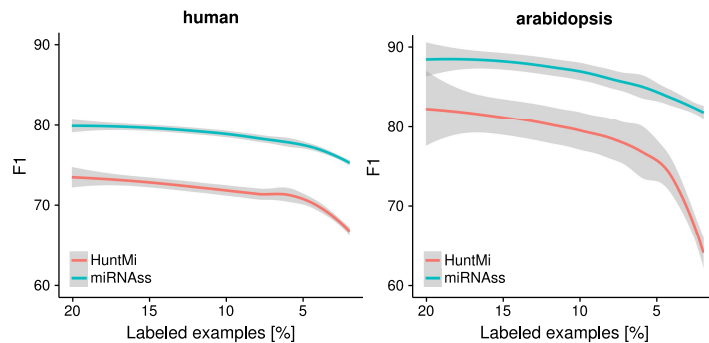 human
90
80
70
60
F1
20 15 10 5
Labeled examples [%]
HuntMi
miRNAss
arabidopsis
90
80
70
60
F1
20 15 10 5
Labeled examples [%]
HuntMi
miRNAss